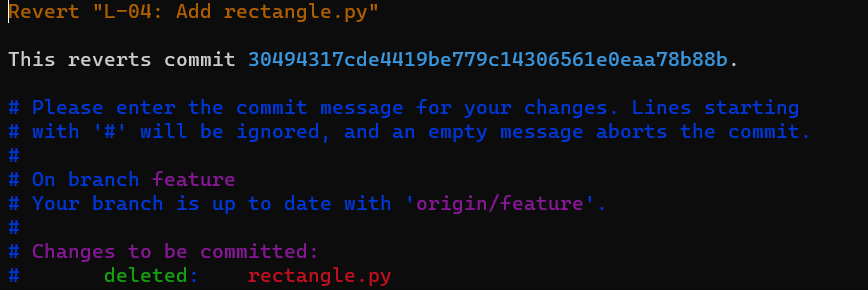 Revert "L-04: Add rectangle.py"
This reverts commit 30494317cde4419be779c14306561e0eaa78b88b.
# Please enter the commit message for your changes. Lines starting
# with '#' will be ignored, and an empty message aborts the commit.
#
# On branch feature
# Your branch is up to date with 'origin/feature'.
#
# Changes to be committed:
#       deleted:    rectangle.py